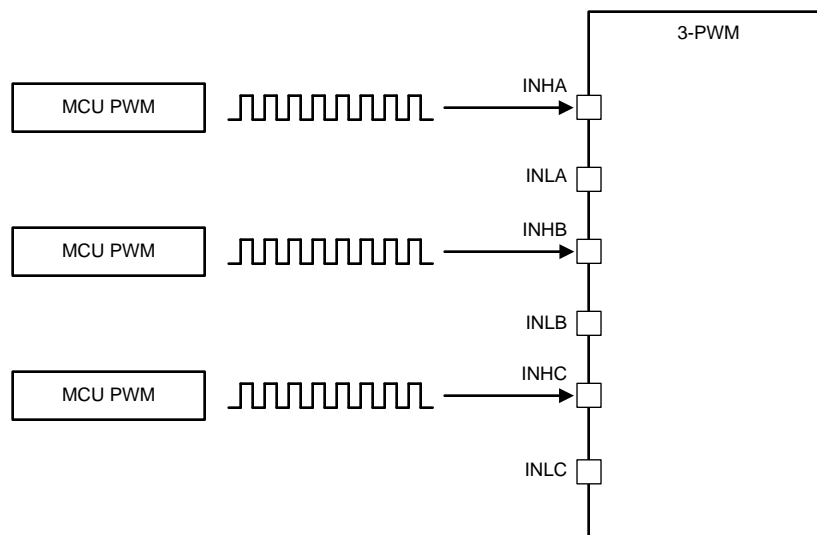 3-PWM
INHA
MCU PWM
INLA
INHB
MCU PWM
INLB
INHC
MCU PWM
INLC